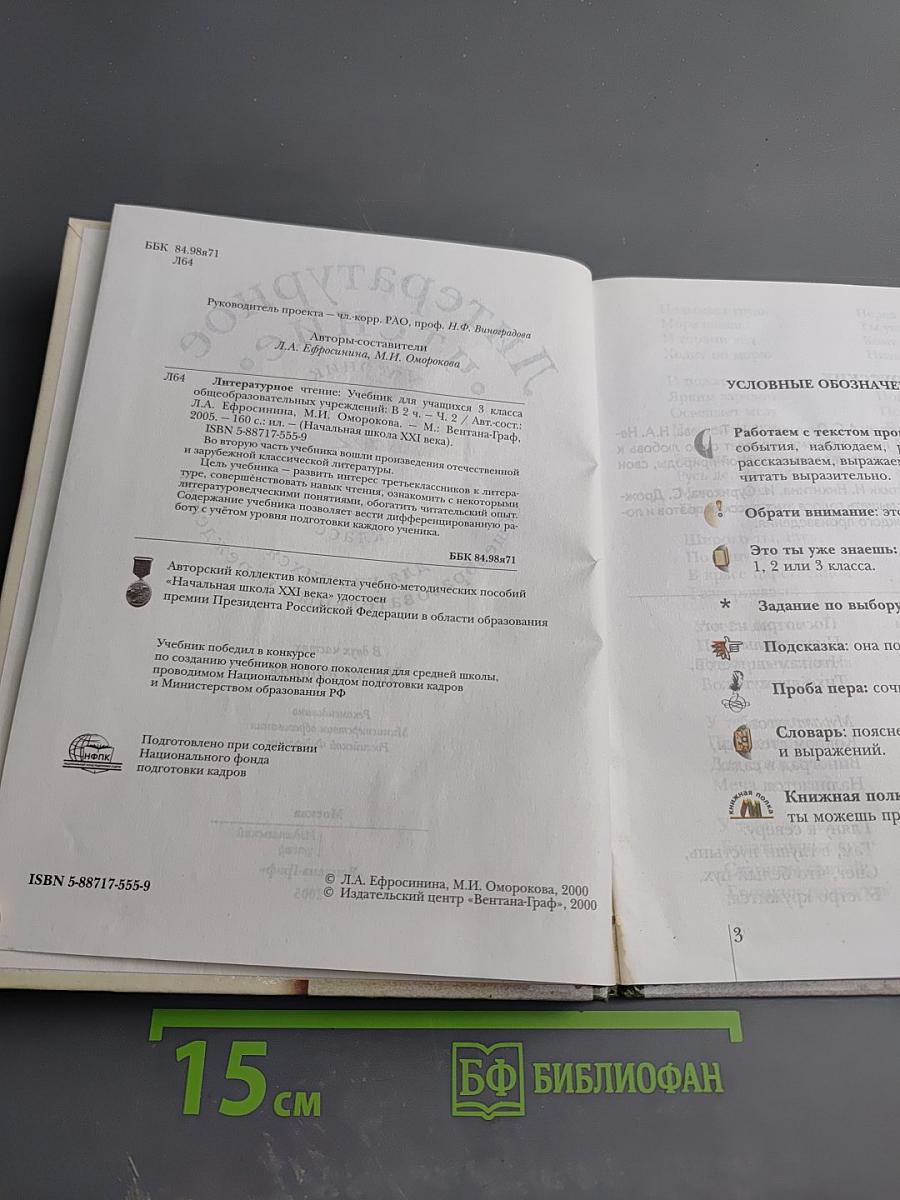 ББК 84.98я71
Л64
Руководитель проекта — чл.-корр. РАО, проф. Н.Ф. Виноградова
Авторы-составители
Л.А. Ефросинина, М.И. Оморокова
Л64 Литературное чтение: Учебник для учащихся 3 класса
общеобразовательных учреждений: В 2 ч. – Ч. 2 / Авт.-сост.:
Л.А. Ефросинина, М.И. Оморокова. – М.: Вентана-Граф,
2005. – 160 с.: ил. – (Начальная школа XXI века).
ISBN 5-88717-555-9
Во вторую часть учебника вошли произведения отечественной
и зарубежной классической литературы.
Цель учебника – развить интерес третьеклассников к литера-
туре, совершенствовать навык чтения, ознакомить с некоторыми
литературоведческими понятиями, обогатить читательский опыт.
Содержание учебника позволяет вести дифференцированную ра-
боту с учётом уровня подготовки каждого ученика.
ББК 84.98я71
Авторский коллектив комплекта учебно-методических пособий
«Начальная школа XXI века» удостоен
премии Президента Российской Федерации в области образования
Учебник победил в конкурсе
по созданию учебников нового поколения для средней школы,
проводимом Национальным фондом подготовки кадров
и Министерством образования РФ
НФПК
Подготовлено при содействии
Национального фонда
подготовки кадров
ISBN 5-88717-555-9
© Л.А. Ефросинина, М.И. Оморокова, 2000
© Издательский центр «Вентана-Граф», 2000
УСЛОВНЫЕ ОБОЗНАЧЕ
Работаем с текстом про
события, наблюдаем,
рассказываем, выражае
читать выразительно.
Обрати внимание: это
Это ты уже знаешь:
1, 2 или 3 класса.
* Задание по выбору
Подсказка: она по
Проба пера: сочи
Словарь: поясне
и выражений.
книжная полка
Книжная полк
ты можешь пр
3
15 см
БФ БИБЛИОФАН